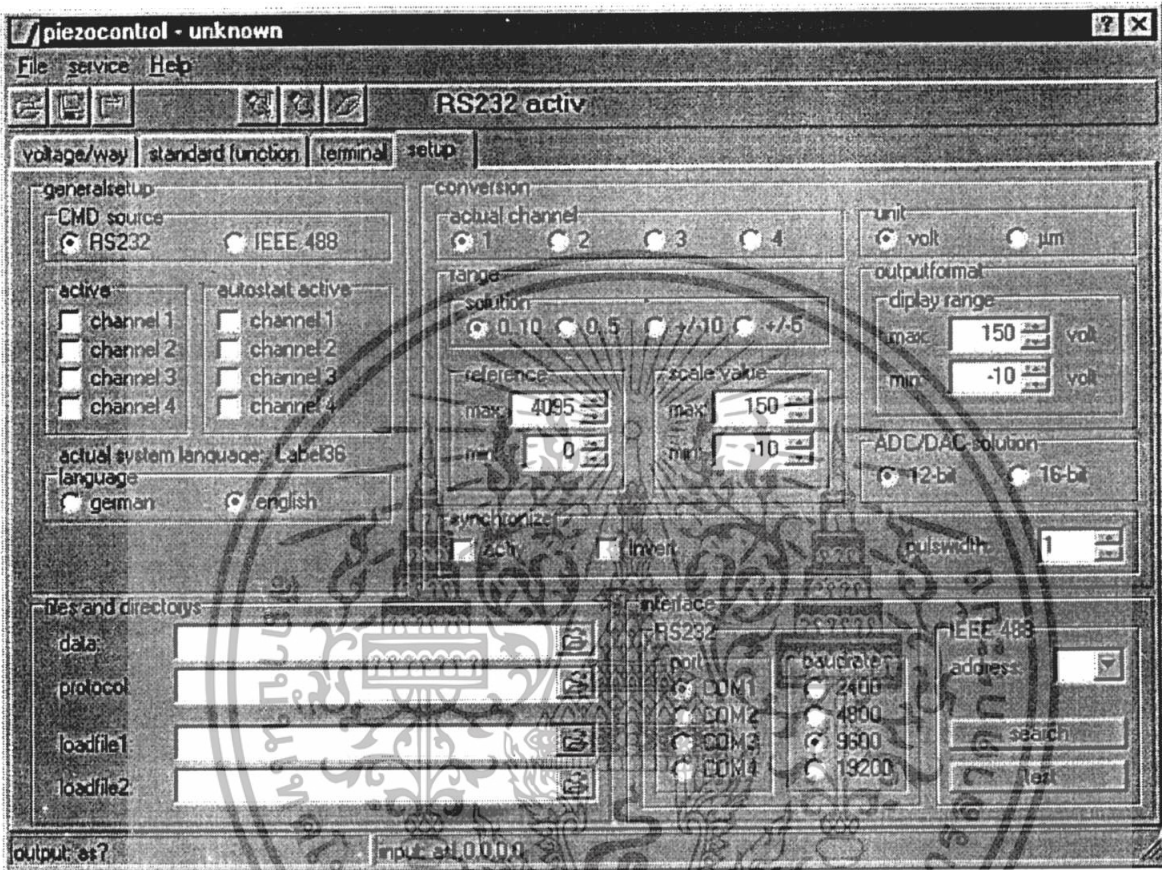 piezocontrol - unknown
File service Help
RS232 activ
voltage/way standard function terminal setup
generalsetup
CMD source
RS232 IEEE 488
active
channel 1
channel 2
channel 3
channel 4
autostart active
channel 1
channel 2
channel 3
channel 4
actual system language: Label36
language
german english
conversion
actual channel
1 2 3 4
range
solution
0..10 0..5 +/-10 +/-5
reference
max: 4095
min: 0
scale value
max: 150
min: -10
unit
volt µm
outputformat
diplay range
max: 150 volt
min: -10 volt
ADC/DAC-solution
12-bit 16-bit
synchronize
activ invert pulswidth: 1
files and directorys
data:
protocol:
loadfile1:
loadfile2:
interface
RS232
port
COM1
COM2
COM3
COM4
baudrate
2400
4800
9600
19200
IEEE 488
address:
search
test
output: as?